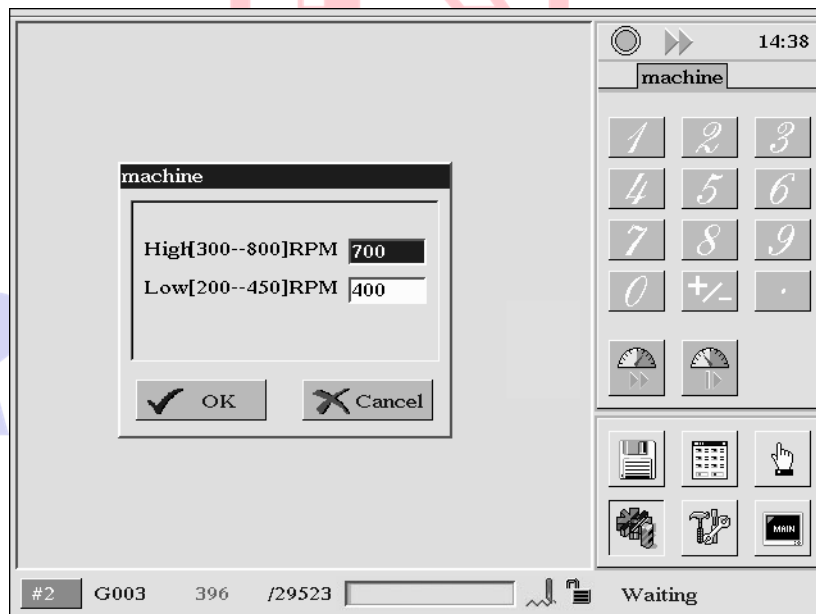 14:38
machine
1 2 3
4 5 6
7 8 9
0 +/- .
machine
High[300--800]RPM 700
Low[200--450]RPM 400
OK Cancel
MAIN
#2 G003 396 /29523 Waiting